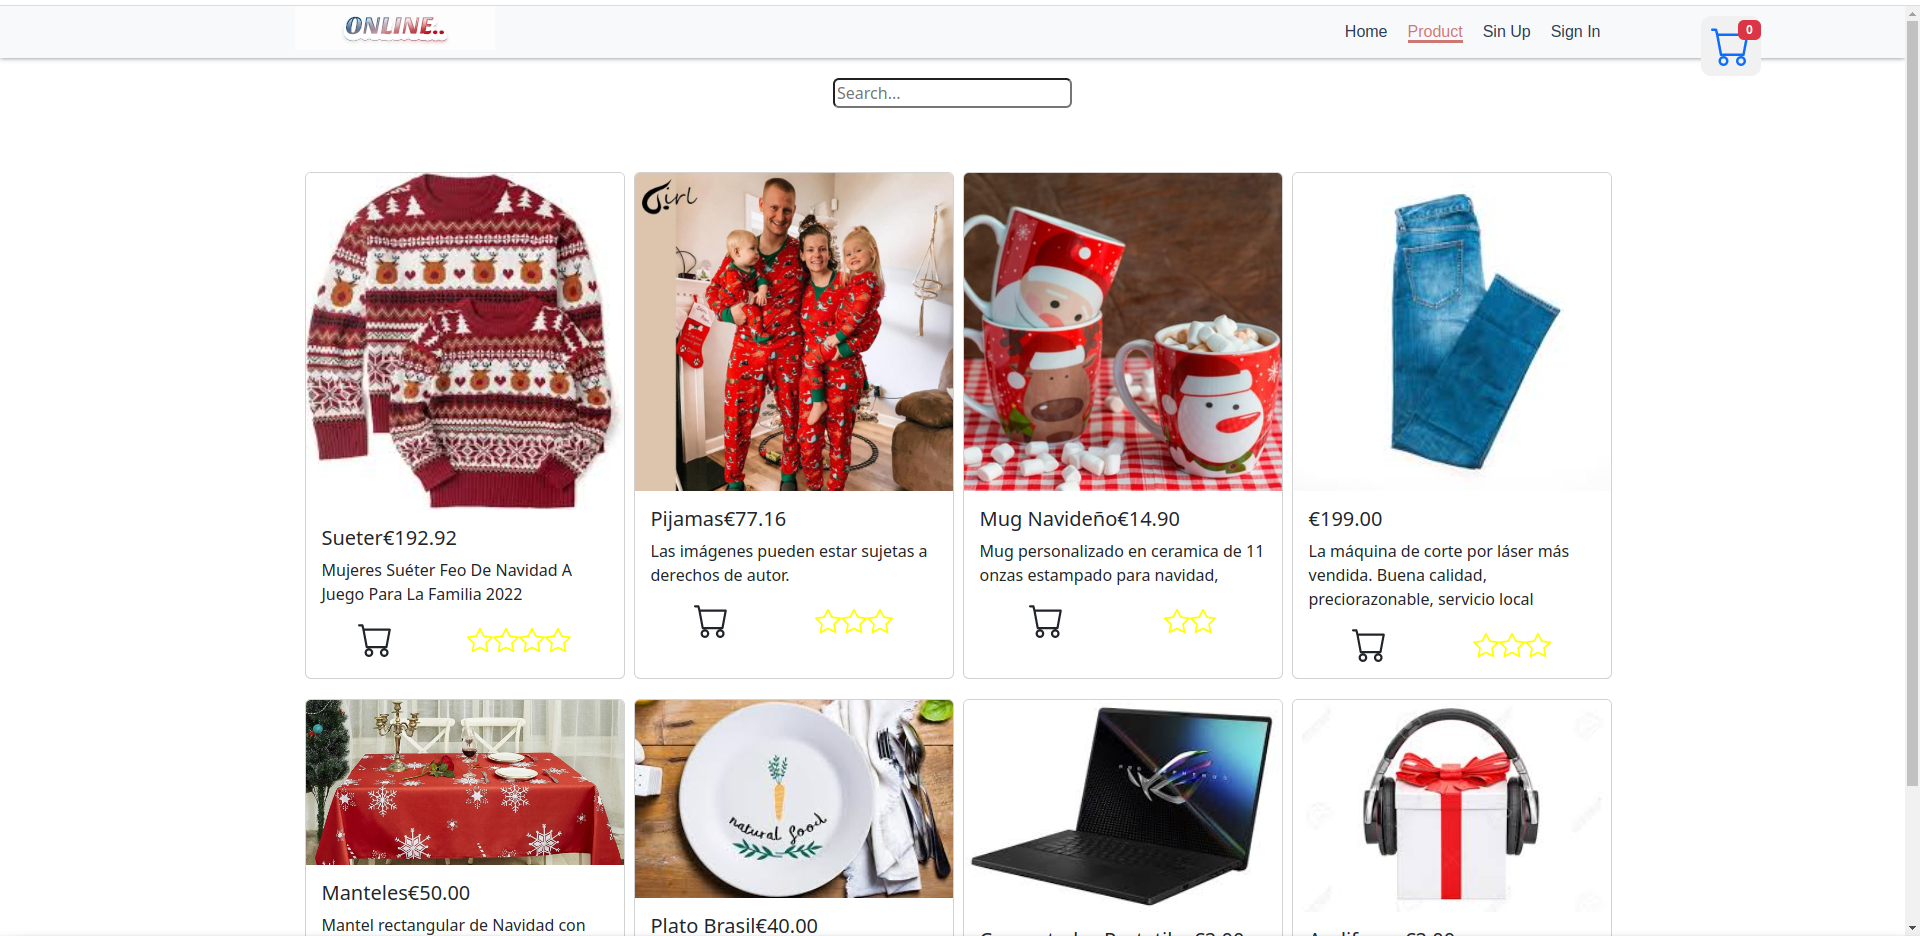 ONLINE..
Home Product Sin Up Sign In
0
Search...
Girl
Sueter€192.92
Mujeres Suéter Feo De Navidad A
Juego Para La Familia 2022
Pijamas€77.16
Las imágenes pueden estar sujetas a
derechos de autor.
Mug Navideño€14.90
Mug personalizado en ceramica de 11
onzas estampado para navidad,
€199.00
La máquina de corte por láser más
vendida. Buena calidad,
preciorazonable, servicio local
natural food
Manteles€50.00
Mantel rectangular de Navidad con
Plato Brasil€40.00